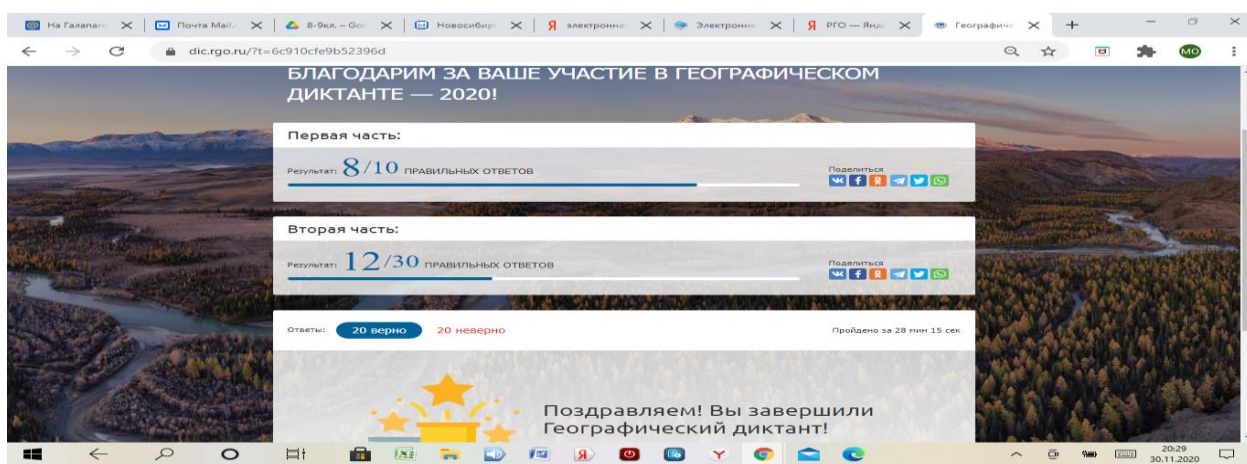 На Галапаго
Почта Mail.
8-9кл. – Goo
Новосибирс
электронна
Электронно
РГО — Янд
Географиче
dic.rgo.ru/?t=6c910cfe9b52396d
MO
БЛАГОДАРИМ ЗА ВАШЕ УЧАСТИЕ В ГЕОГРАФИЧЕСКОМ
ДИКТАНТЕ — 2020!
Первая часть:
Результат: 8/10 ПРАВИЛЬНЫХ ОТВЕТОВ
Поделиться
Вторая часть:
Результат: 12/30 ПРАВИЛЬНЫХ ОТВЕТОВ
Поделиться
Ответы: 20 верно 20 неверно Пройдено за 28 мин 15 сек
Поздравляем! Вы завершили
Географический диктант!
20:29
30.11.2020